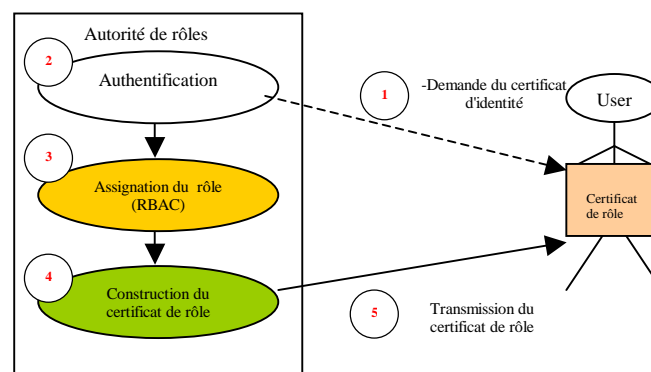 Autorité de rôles
2
Authentification
1
-Demande du certificat
d'identité
User
3
Assignation du rôle
(RBAC)
Certificat
de rôle
4
Construction du
certificat de rôle
5
Transmission du
certificat de rôle